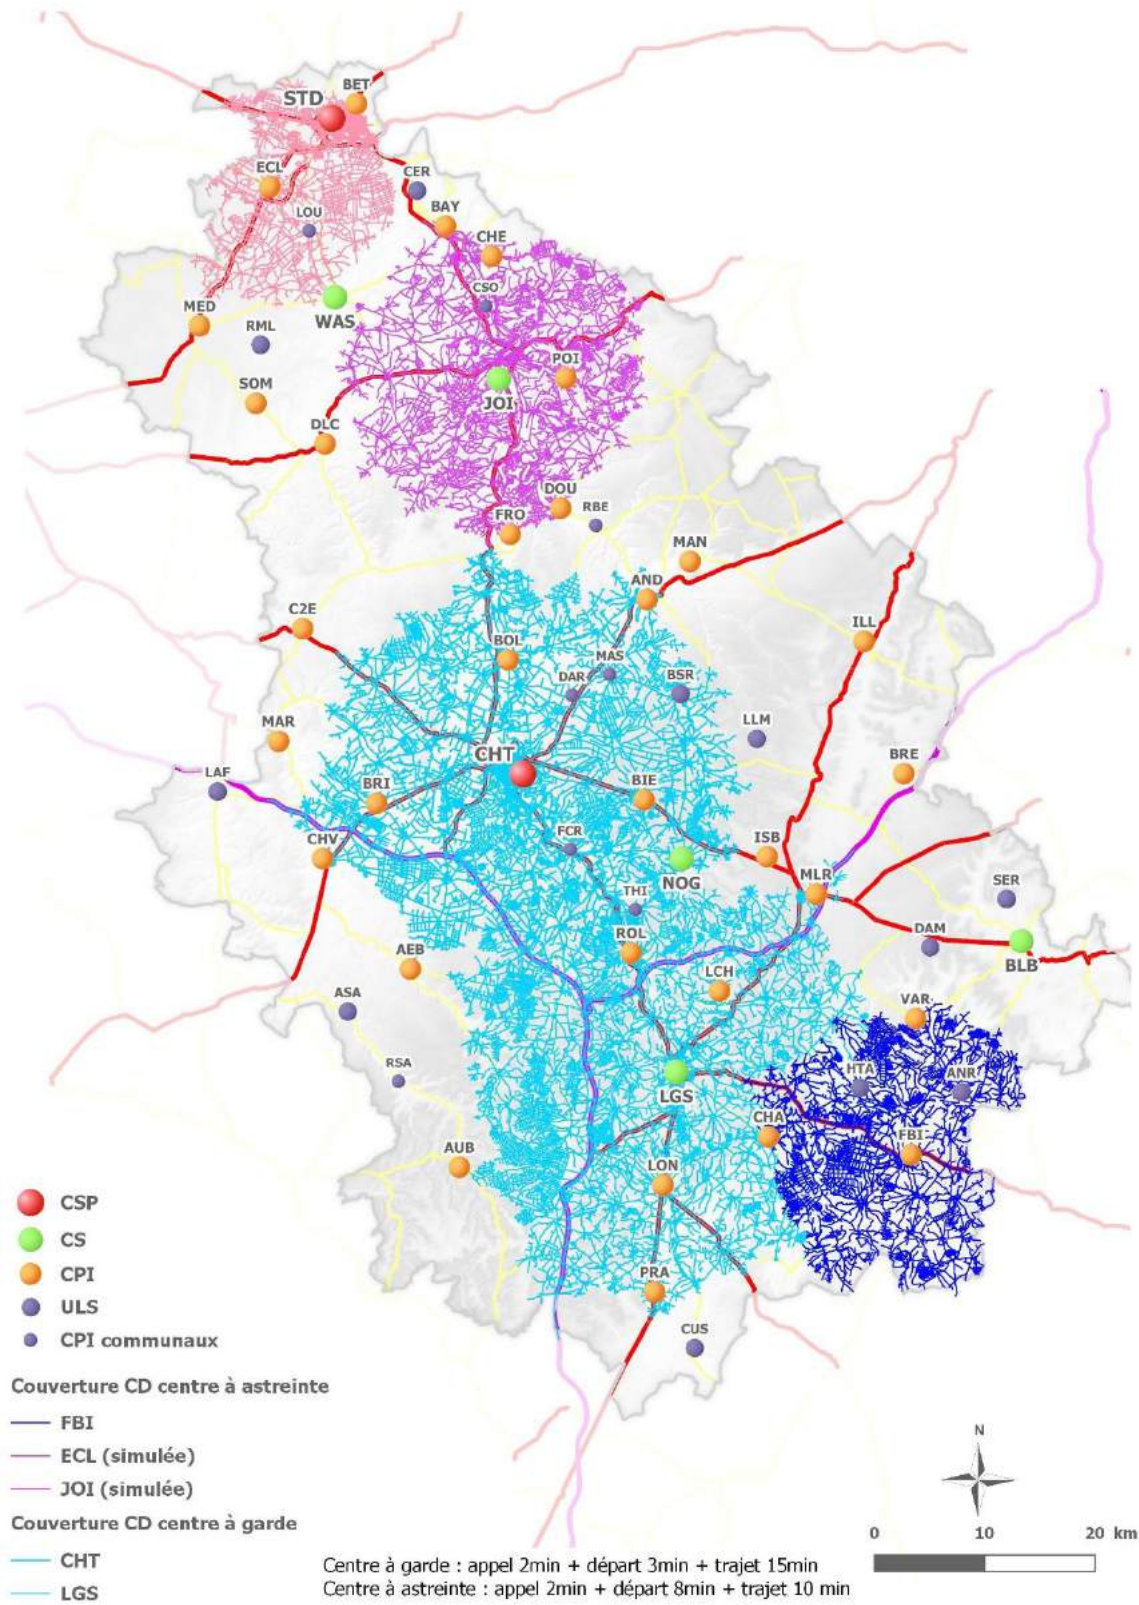 BET
STD
ECL
CER
LOU
BAY
CHE
CSO
MED
WAS
RML
POI
SOM
JOI
DLC
DOU
RBE
FRO
MAN
AND
C2E
ILL
BOL
MAS
DAR
BSR
MAR
LLM
CHT
BRE
LAF
BRI
BIE
FCR
ISB
CHV
NOG
MLR
THI
SER
ROL
DAM
AEB
BLB
LCH
ASA
VAR
RSA
HTA
ANR
LGS
CHA
FBI
AUB
LON
PRA
CUS
CSP
CS
CPI
ULS
CPI communaux
Couverture CD centre à astreinte
FBI
ECL (simulée)
JOI (simulée)
Couverture CD centre à garde
CHT
LGS
N
0 10 20 km
Centre à garde : appel 2min + départ 3min + trajet 15min
Centre à astreinte : appel 2min + départ 8min + trajet 10 min